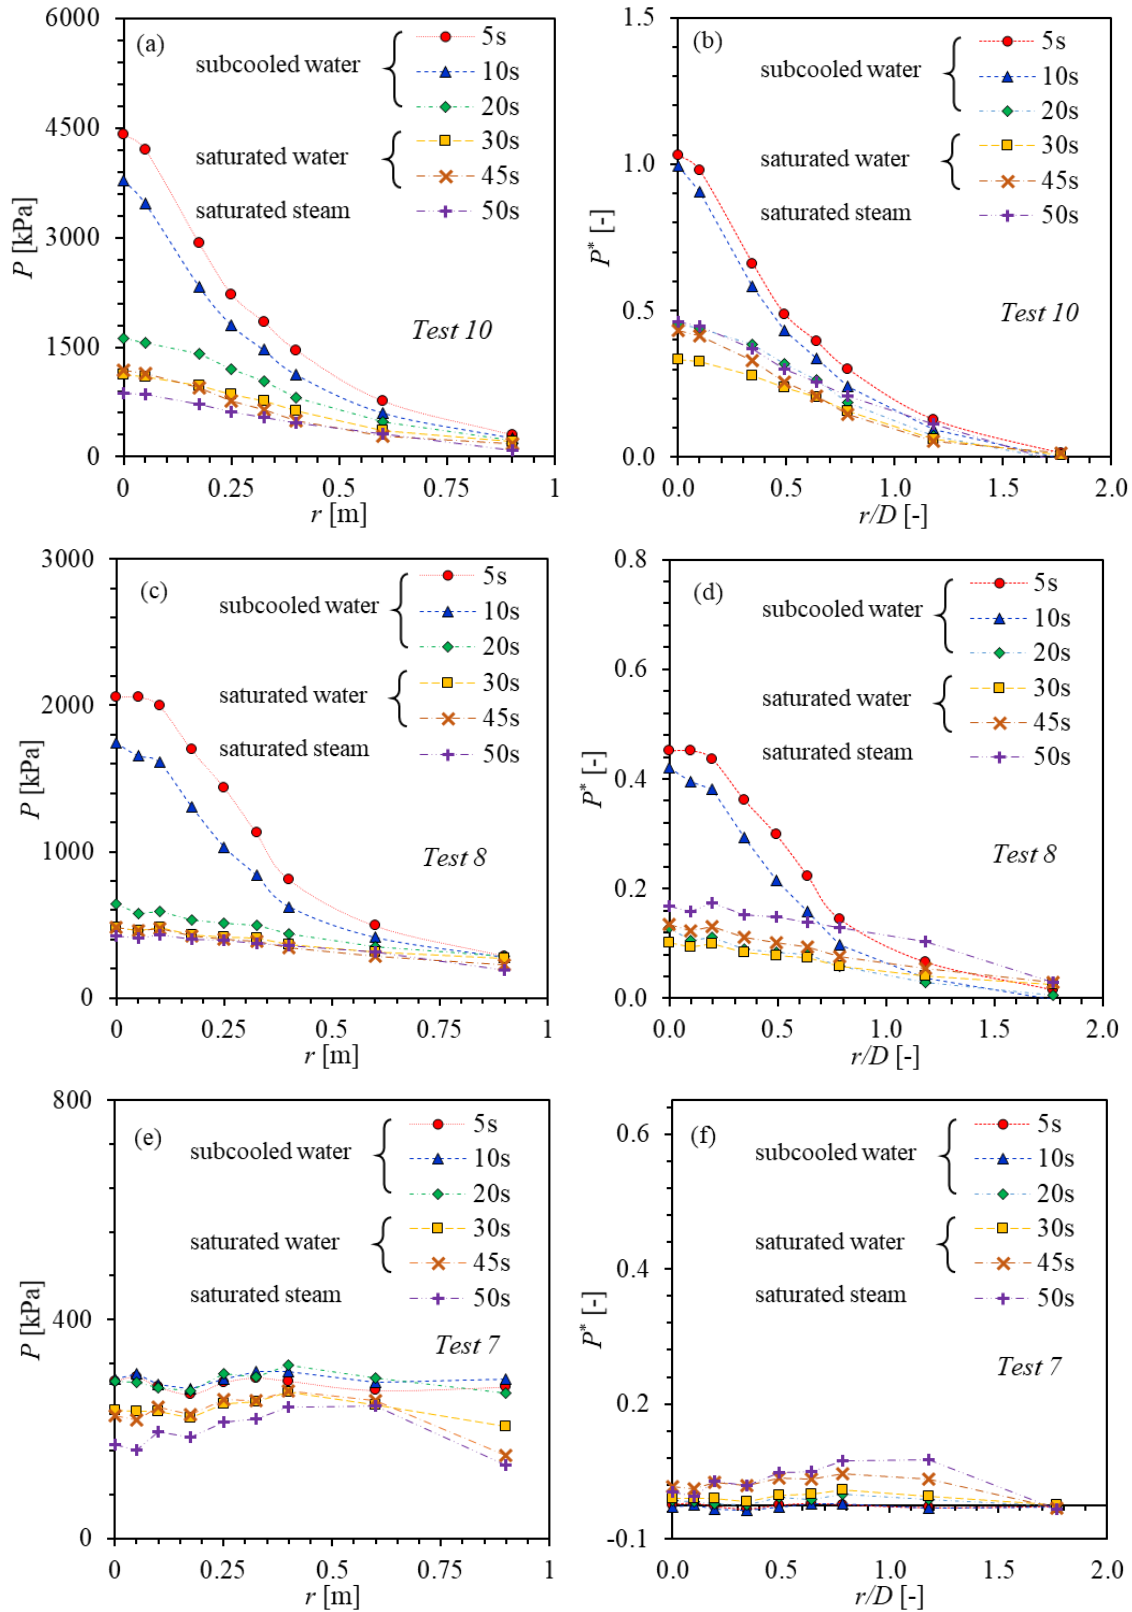 6000
4500
3000
1500
0
P [kPa]
(a)
subcooled water
saturated water
saturated steam
5s
10s
20s
30s
45s
50s
Test 10
0 0.25 0.5 0.75 1
r [m]
1.5
1.0
0.5
0.0
P* [-]
(b)
subcooled water
saturated water
saturated steam
5s
10s
20s
30s
45s
50s
Test 10
0.0 0.5 1.0 1.5 2.0
r/D [-]
3000
2000
1000
0
P [kPa]
(c)
subcooled water
saturated water
saturated steam
5s
10s
20s
30s
45s
50s
Test 8
0 0.25 0.5 0.75 1
r [m]
0.8
0.6
0.4
0.2
0.0
P* [-]
(d)
subcooled water
saturated water
saturated steam
5s
10s
20s
30s
45s
50s
Test 8
0.0 0.5 1.0 1.5 2.0
r/D [-]
800
400
0
P [kPa]
(e)
subcooled water
saturated water
saturated steam
5s
10s
20s
30s
45s
50s
Test 7
0 0.25 0.5 0.75 1
r [m]
0.6
0.4
0.2
-0.1
P* [-]
(f)
subcooled water
saturated water
saturated steam
5s
10s
20s
30s
45s
50s
Test 7
0.0 0.5 1.0 1.5 2.0
r/D [-]